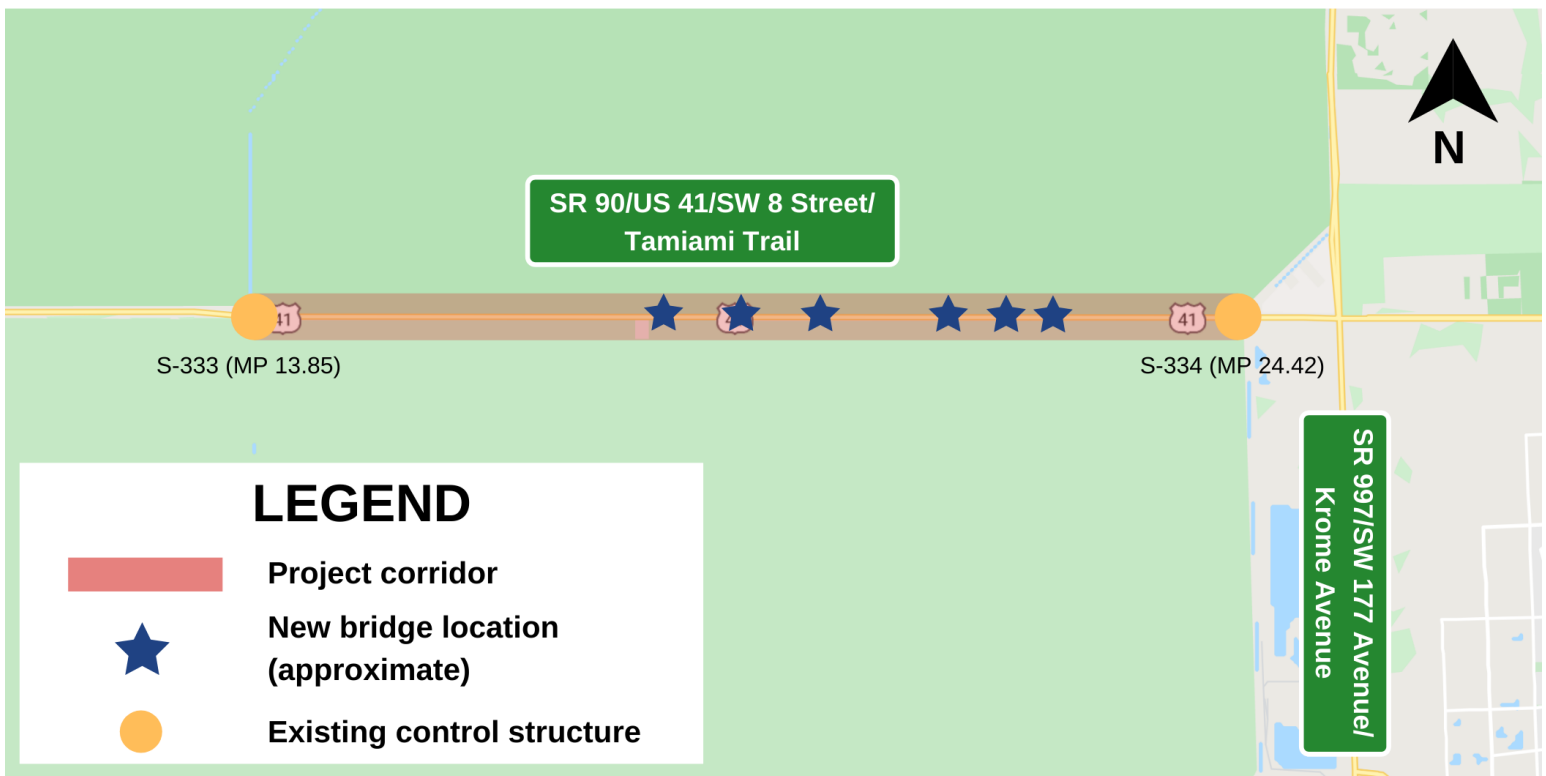 N
SR 90/US 41/SW 8 Street/
Tamiami Trail
41
41
S-333 (MP 13.85)
S-334 (MP 24.42)
SR 997/SW 177 Avenue/
Krome Avenue
LEGEND
Project corridor
New bridge location
(approximate)
Existing control structure